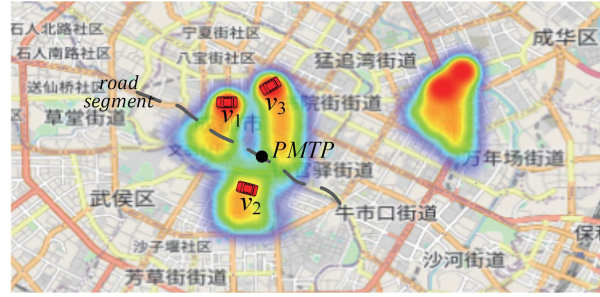 石人北路社区
宁夏街社区
成华区
石人南路社区
八宝街社区
猛追湾街道
送仙桥社区
road
segment
院街街道
草堂街道
v1
v3
市
PMTP
万年场街道
督驿街道
武侯区
v2
牛市口街道
沙子堰社区
保和
沙河街道
芳草街街道